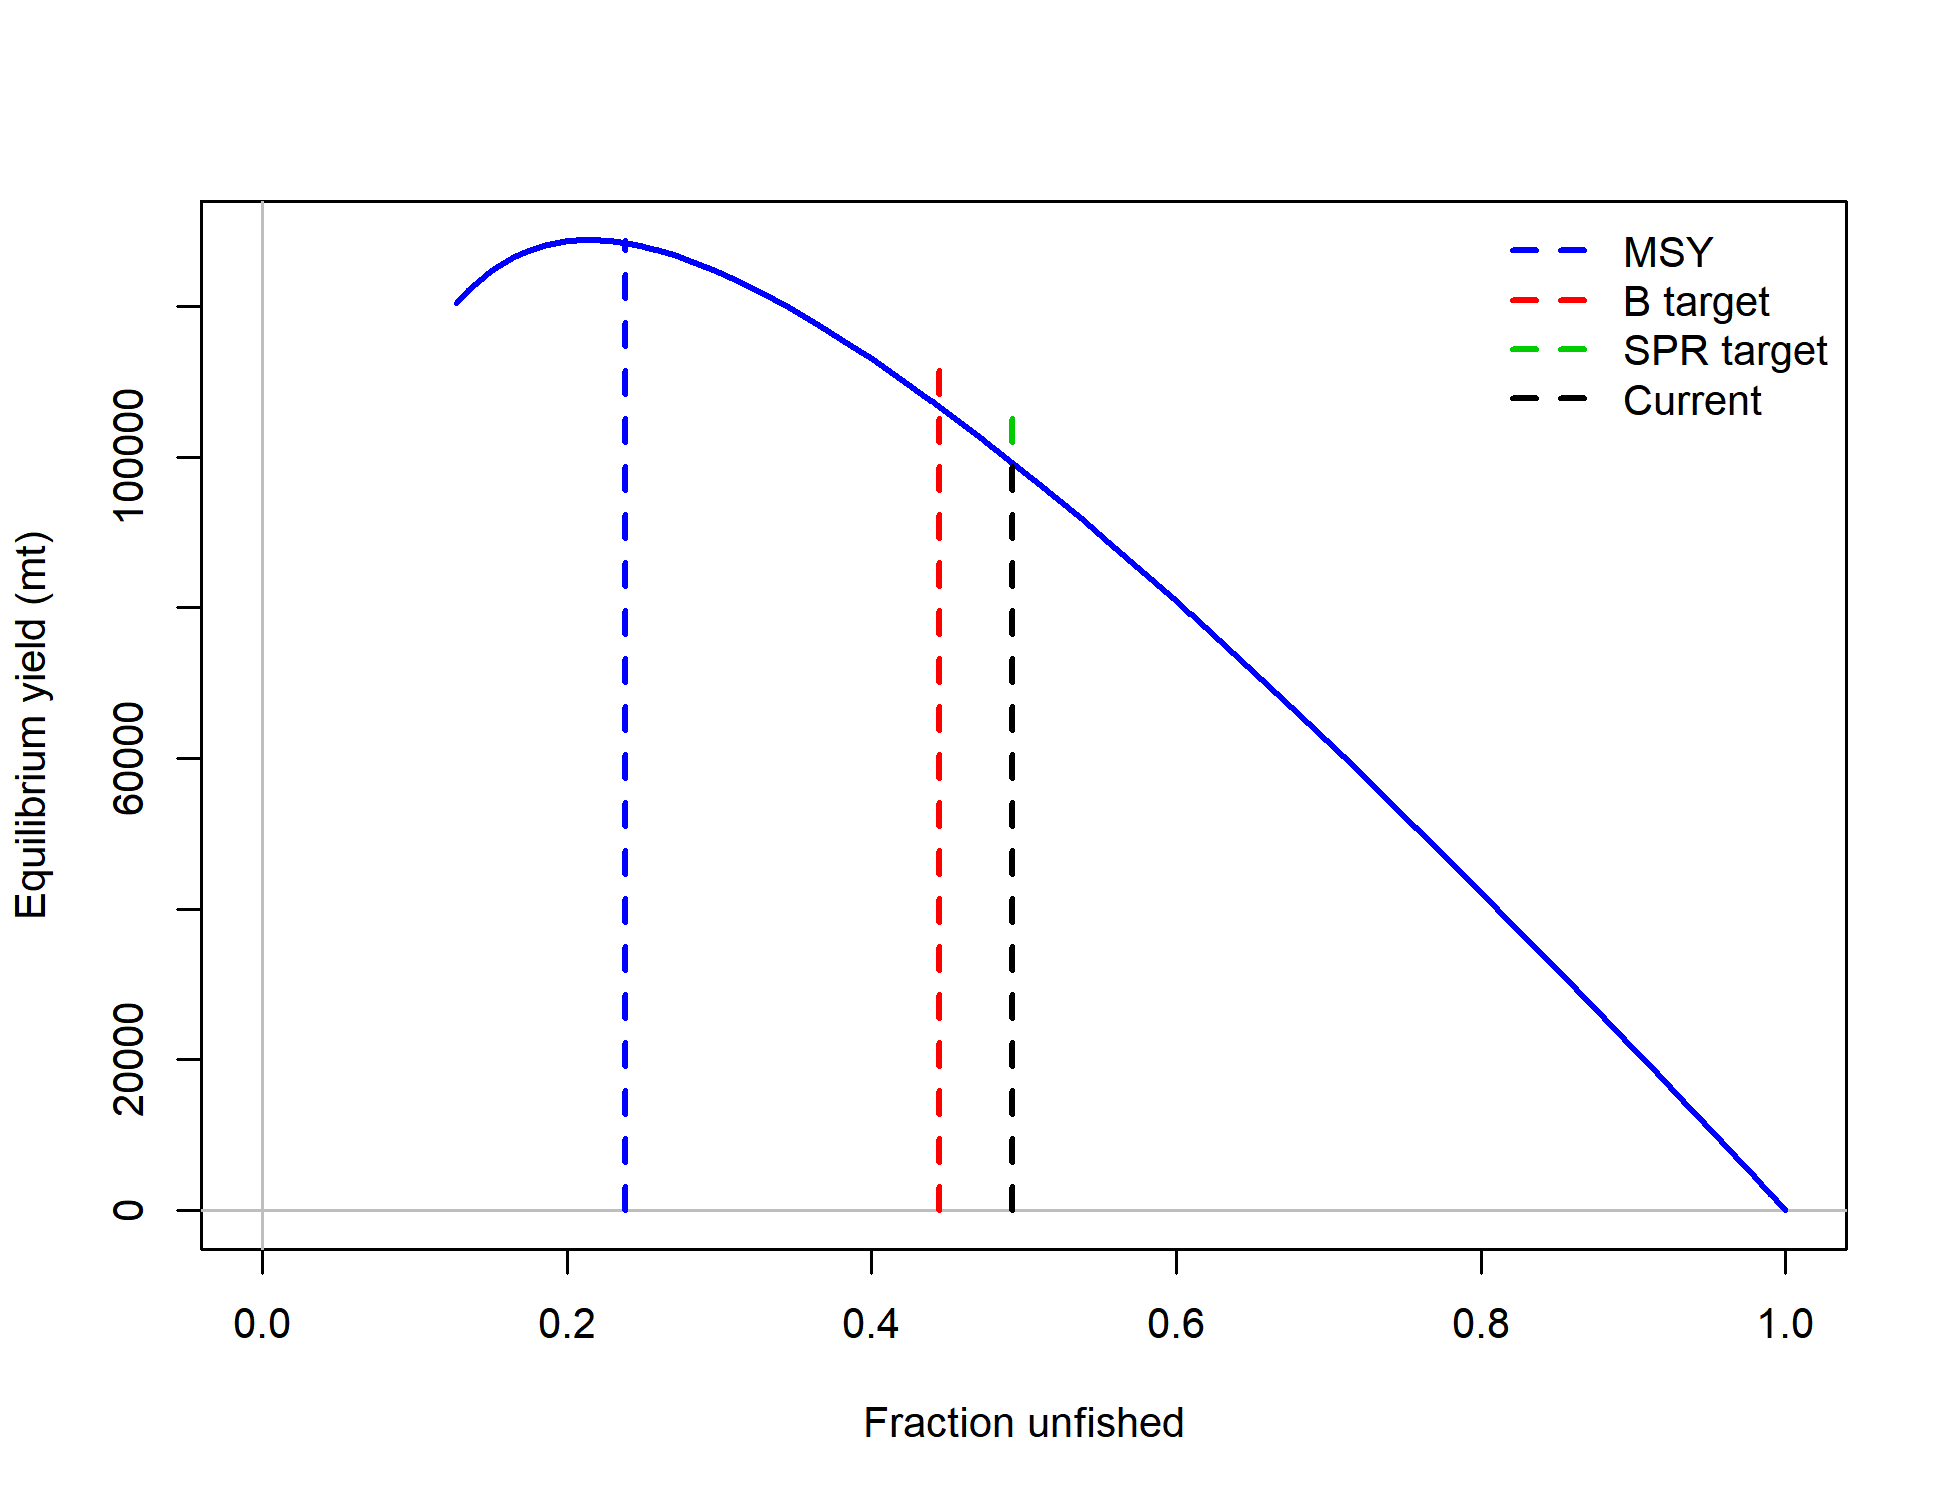 MSY
B target
SPR target
Current
Equilibrium yield (mt)
100000
60000
20000
0
0.0 0.2 0.4 0.6 0.8 1.0
Fraction unfished